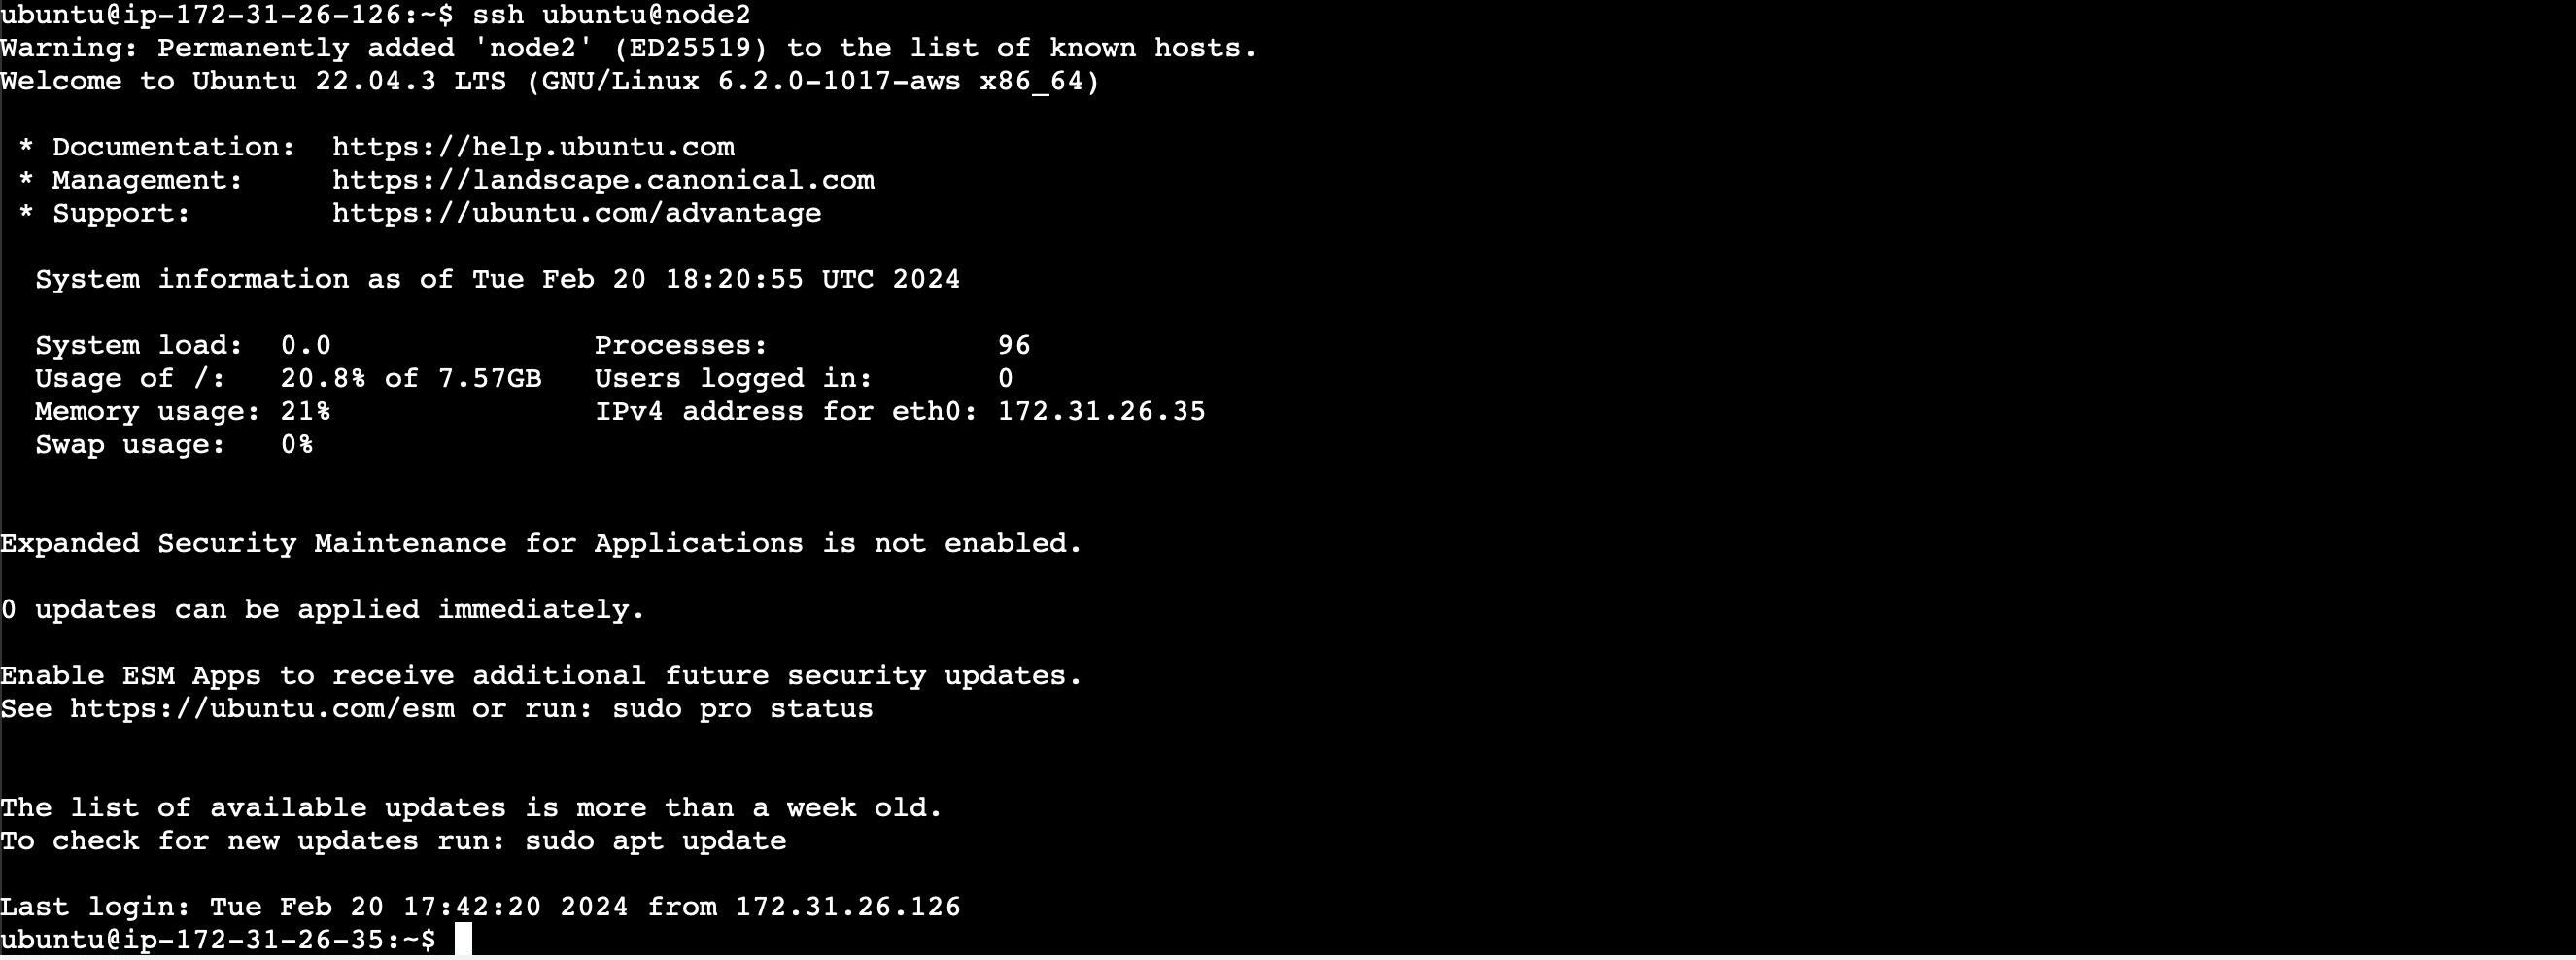 ubuntu@ip-172-31-26-126:~$ ssh ubuntu@node2
Warning: Permanently added 'node2' (ED25519) to the list of known hosts.
Welcome to Ubuntu 22.04.3 LTS (GNU/Linux 6.2.0-1017-aws x86_64)

 * Documentation:  https://help.ubuntu.com
 * Management:     https://landscape.canonical.com
 * Support:        https://ubuntu.com/advantage

  System information as of Tue Feb 20 18:20:55 UTC 2024

  System load:  0.0               Processes:             96
  Usage of /:   20.8% of 7.57GB   Users logged in:       0
  Memory usage: 21%               IPv4 address for eth0: 172.31.26.35
  Swap usage:   0%

Expanded Security Maintenance for Applications is not enabled.

0 updates can be applied immediately.

Enable ESM Apps to receive additional future security updates.
See https://ubuntu.com/esm or run: sudo pro status

The list of available updates is more than a week old.
To check for new updates run: sudo apt update

Last login: Tue Feb 20 17:42:20 2024 from 172.31.26.126
ubuntu@ip-172-31-26-35:~$